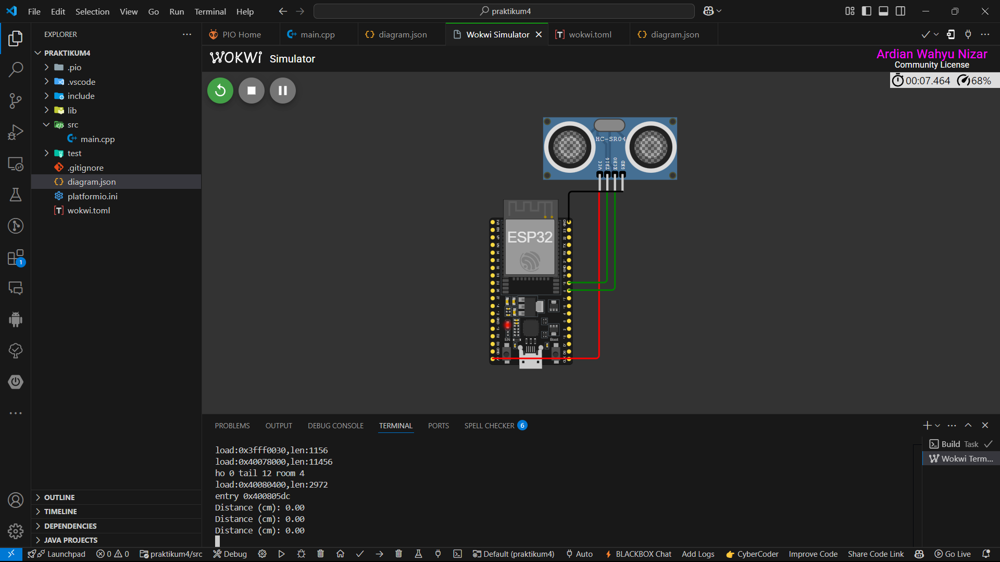 File Edit Selection View Go Run Terminal Help
praktikum4
EXPLORER
PRAKTIKUM4
.pio
.vscode
include
lib
src
main.cpp
test
.gitignore
diagram.json
platformio.ini
wokwi.toml
OUTLINE
TIMELINE
DEPENDENCIES
JAVA PROJECTS
1
PIO Home
main.cpp
diagram.json
Wokwi Simulator
wokwi.toml
diagram.json
WOKWI Simulator
Ardian Wahyu Nizar
Community License
00:07.464 68%
HC-SR04
VCC
TRIG
ECHO
GND
ESP32
EN
Boot
PROBLEMS OUTPUT DEBUG CONSOLE TERMINAL PORTS SPELL CHECKER 6
load:0x3fff0030,len:1156
load:0x40078000,len:11456
ho 0 tail 12 room 4
load:0x40080400,len:2972
entry 0x400805dc
Distance (cm): 0.00
Distance (cm): 0.00
Distance (cm): 0.00
Build Task
Wokwi Term...
Launchpad 0 0 praktikum4/src Debug Default (praktikum4) Auto BLACKBOX Chat Add Logs CyberCoder Improve Code Share Code Link Go Live